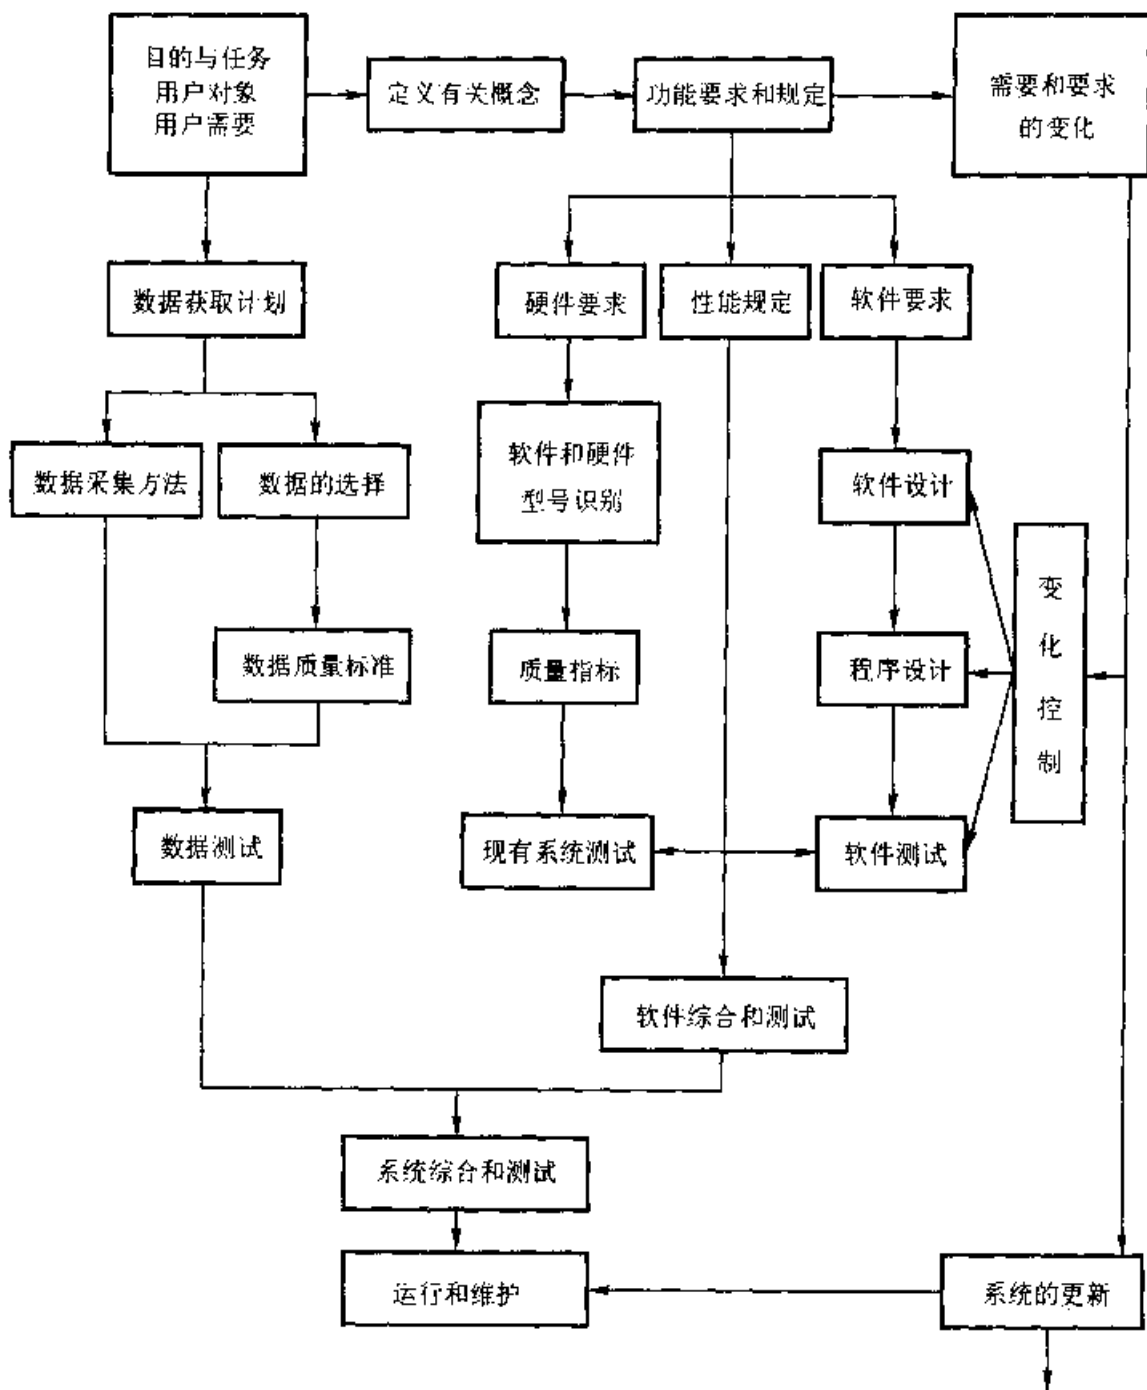 目的与任务
用户对象
用户需要
定义有关概念
功能要求和规定
需要和要求
的变化
数据获取计划
硬件要求
性能规定
软件要求
数据采集方法
数据的选择
软件和硬件
型号识别
软件设计
变化控制
数据质量标准
质量指标
程序设计
数据测试
现有系统测试
软件测试
软件综合和测试
系统综合和测试
运行和维护
系统的更新